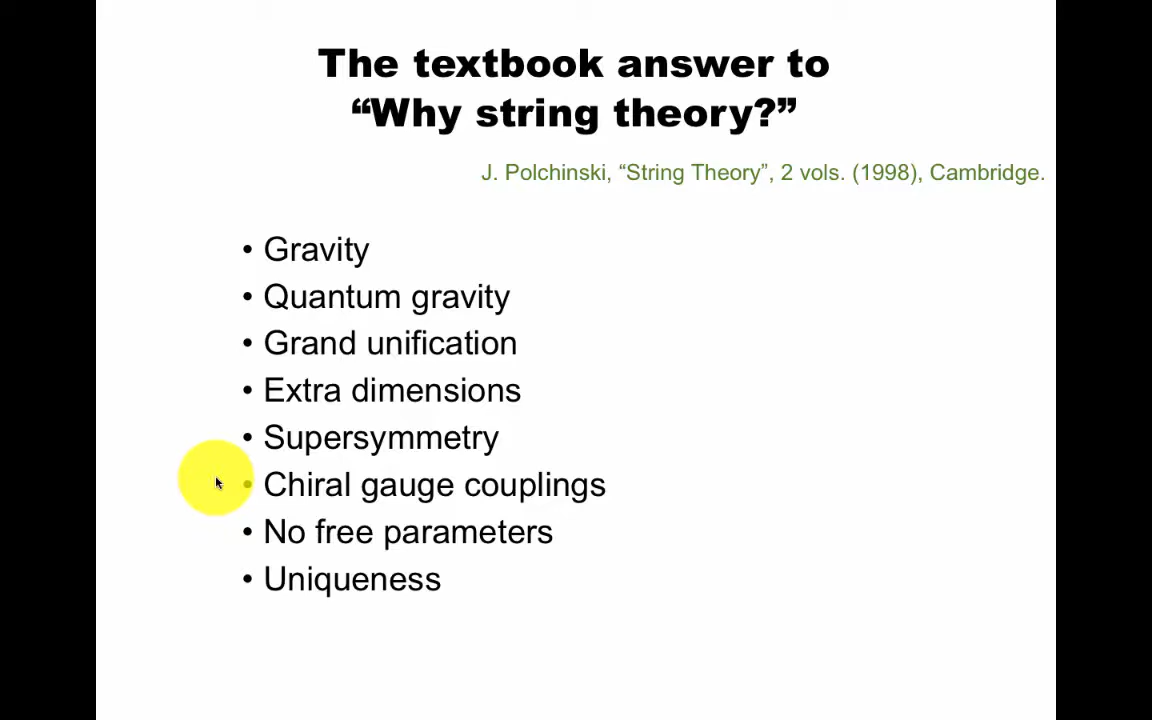 The textbook answer to
“Why string theory?”
J. Polchinski, “String Theory”, 2 vols. (1998), Cambridge.
• Gravity
• Quantum gravity
• Grand unification
• Extra dimensions
• Supersymmetry
• Chiral gauge couplings
• No free parameters
• Uniqueness